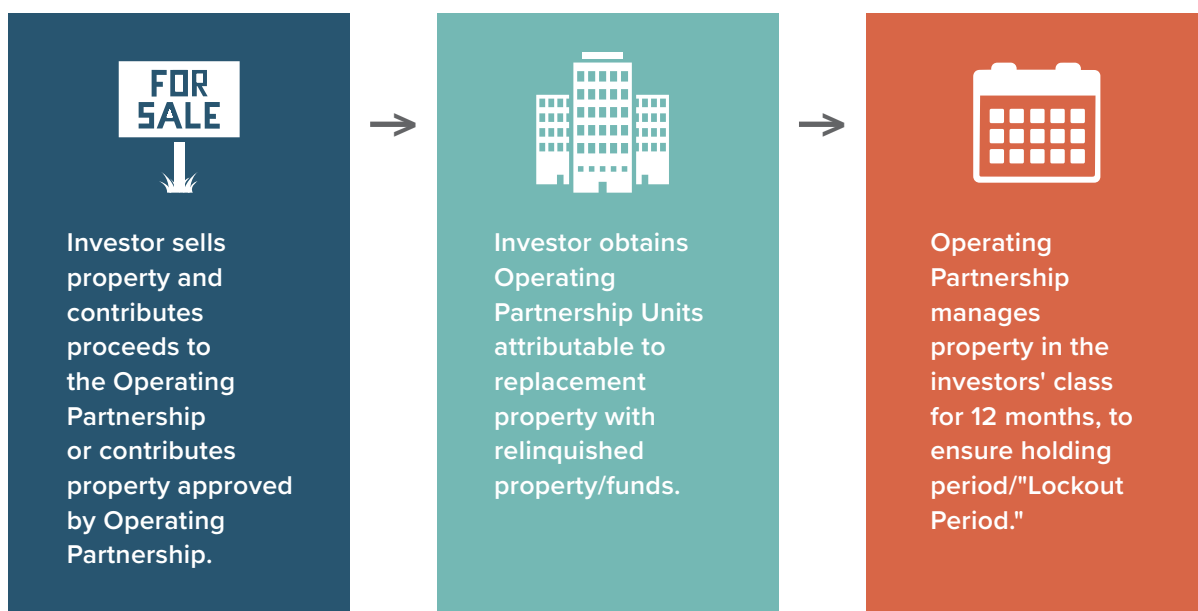 FOR
SALE
Investor sells
property and
contributes
proceeds to
the Operating
Partnership
or contributes
property approved
by Operating
Partnership.
Investor obtains
Operating
Partnership Units
attributable to
replacement
property with
relinquished
property/funds.
Operating
Partnership
manages
property in the
investors' class
for 12 months, to
ensure holding
period/"Lockout
Period."